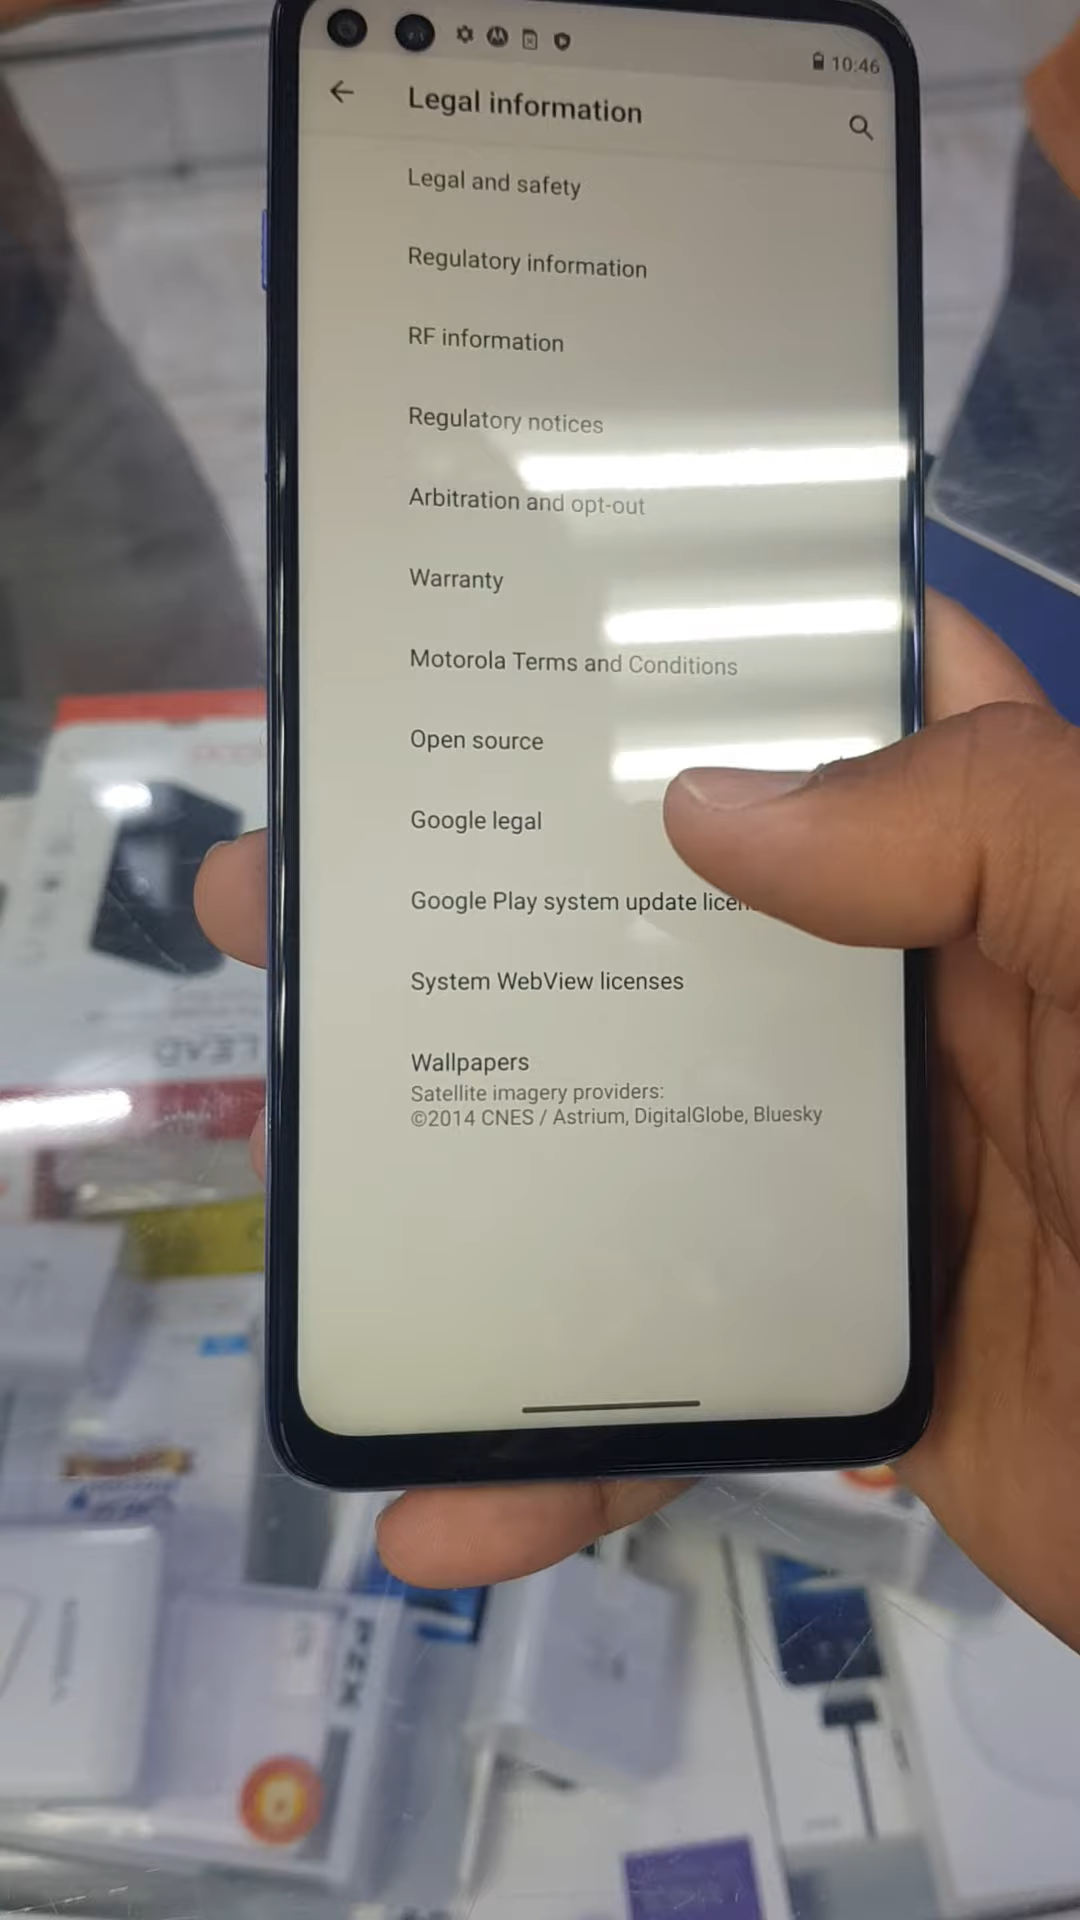 10:46
Legal information
Legal and safety
Regulatory information
RF information
Regulatory notices
Arbitration and opt-out
Warranty
Motorola Terms and Conditions
Open source
Google legal
Google Play system update
System WebView licenses
Wallpapers
Satellite imagery providers:
©2014 CNES / Astrium, DigitalGlobe, Bluesky
LEAD